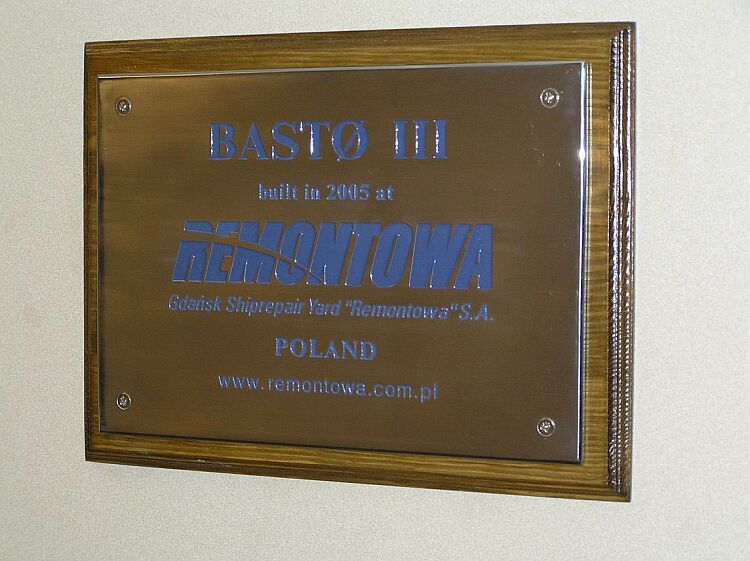 BASTØ III
built in 2005 at
REMONTOWA
Gdańsk Shiprepair Yard "Remontowa" S.A.
POLAND
www.remontowa.com.pl